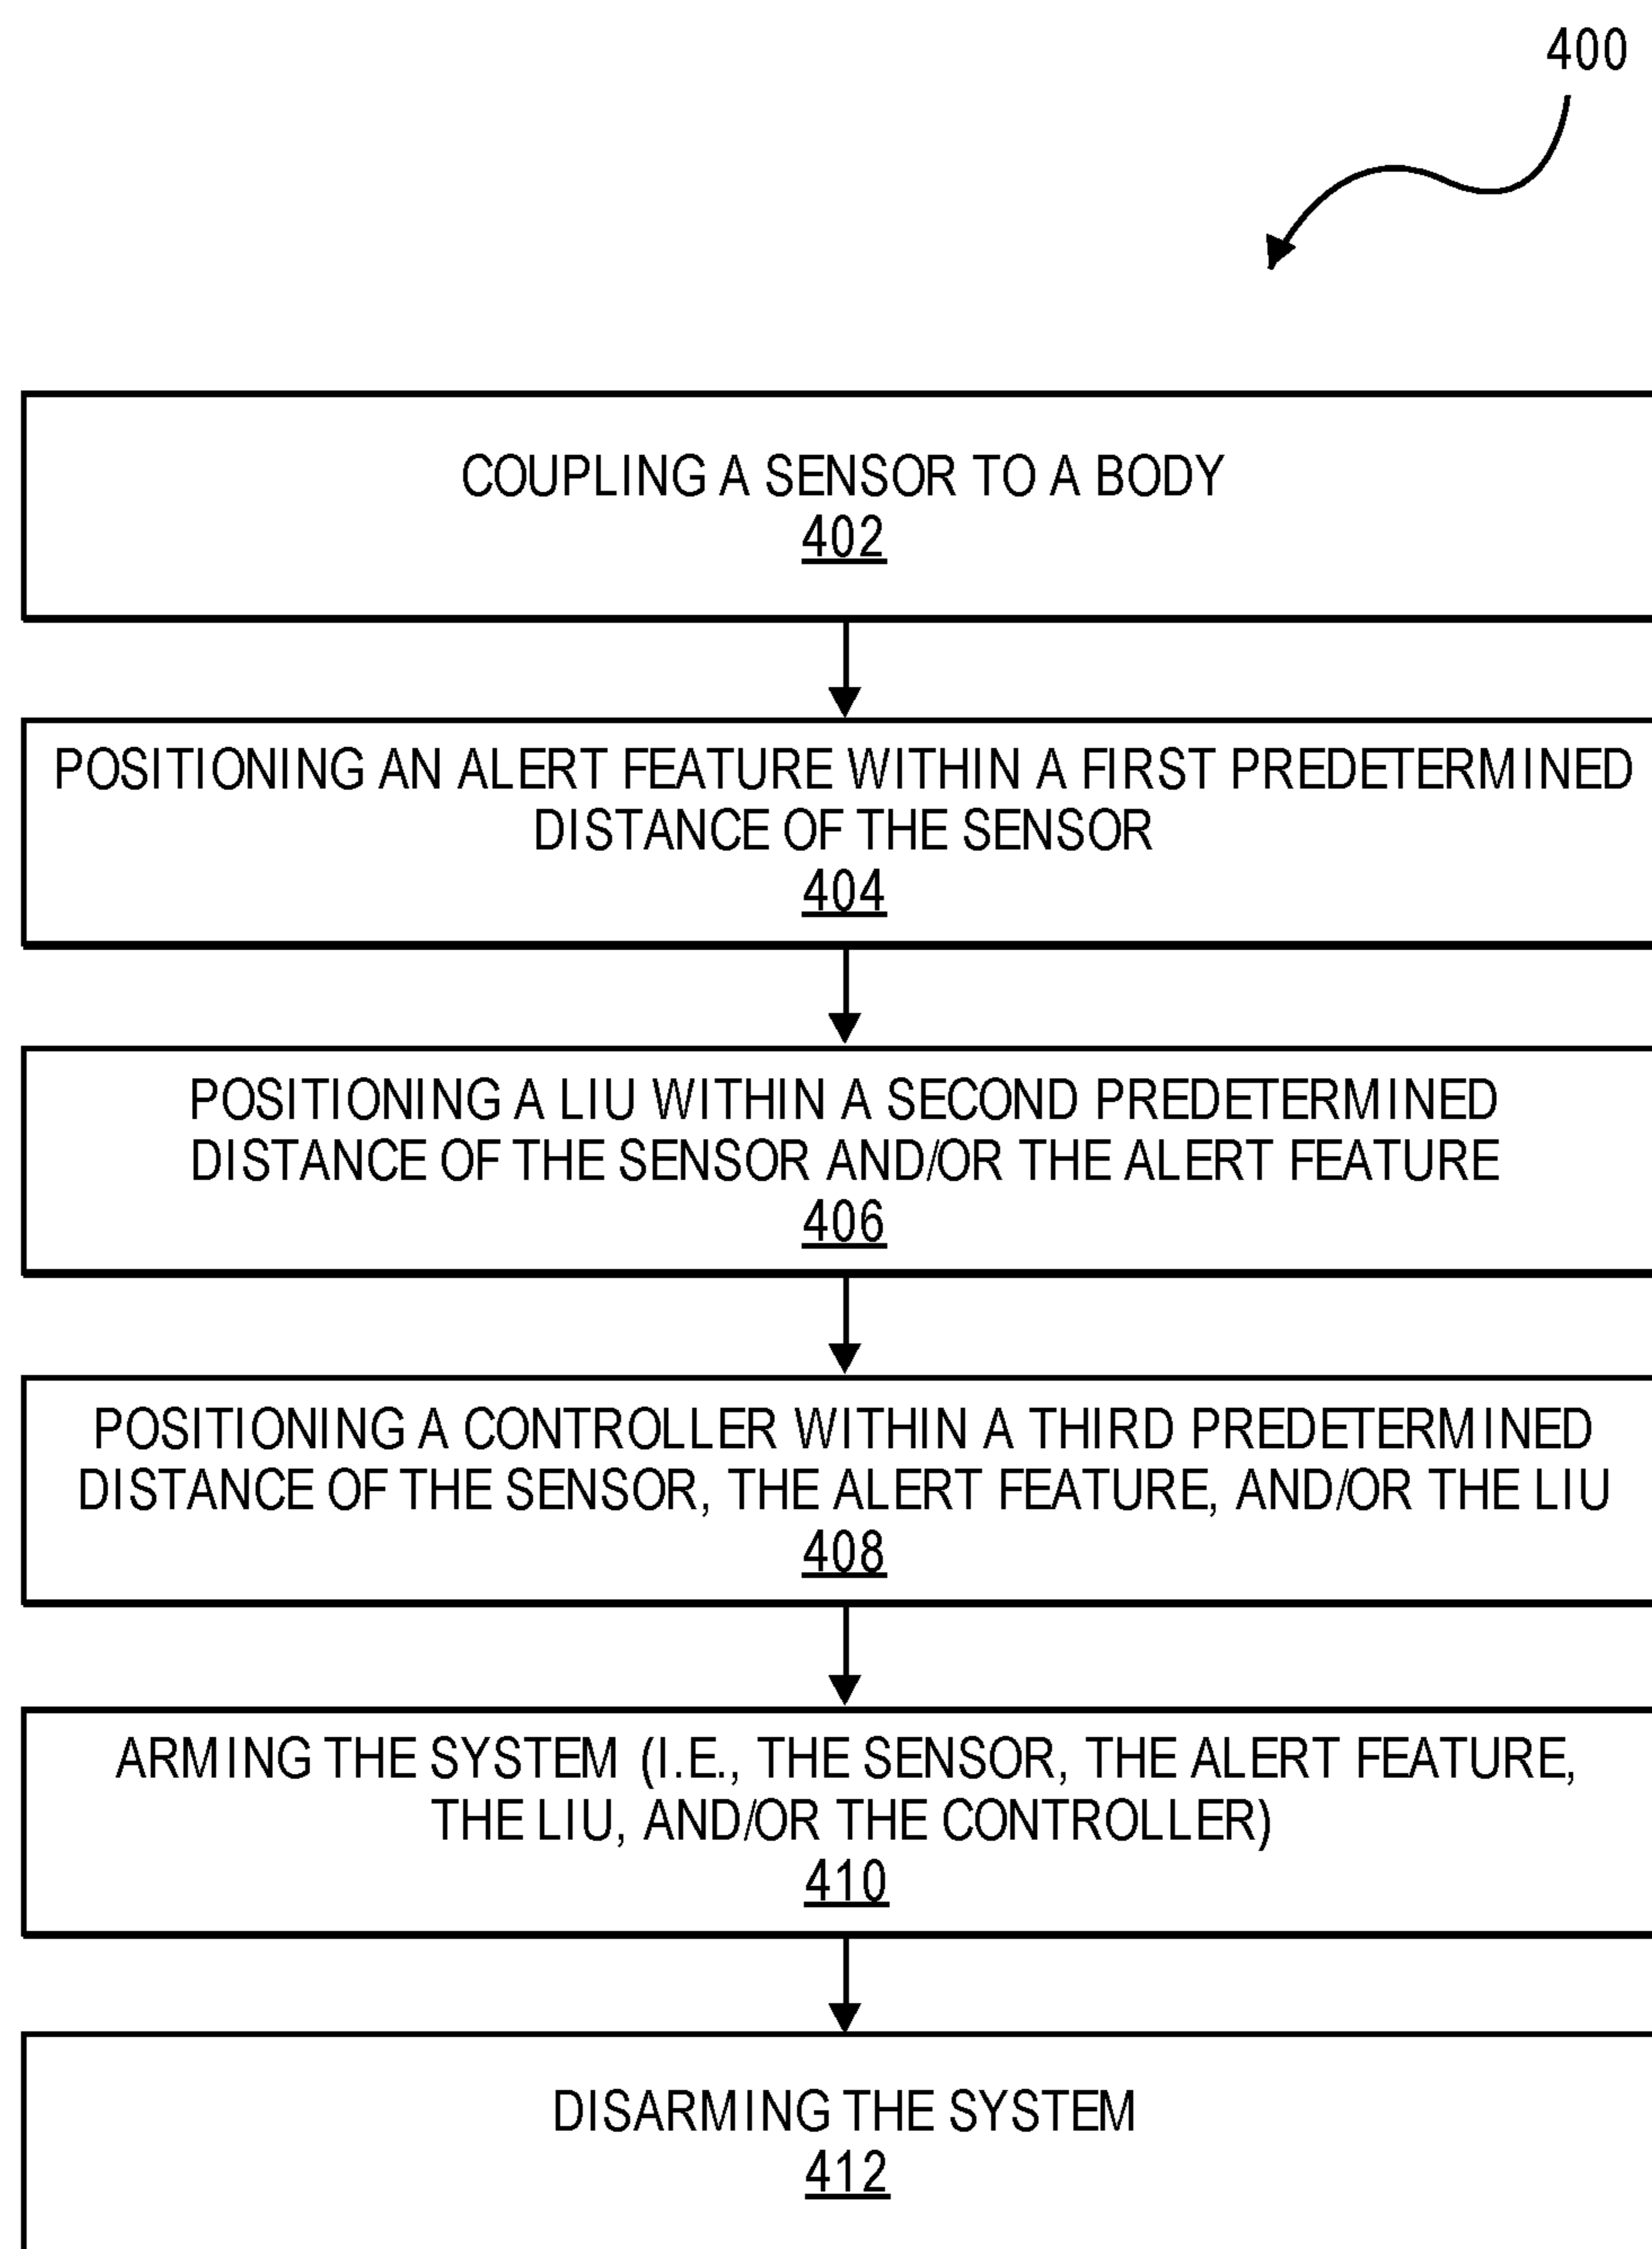 400
COUPLING A SENSOR TO A BODY
402
POSITIONING AN ALERT FEATURE WITHIN A FIRST PREDETERMINED
DISTANCE OF THE SENSOR
404
POSITIONING A LIU WITHIN A SECOND PREDETERMINED
DISTANCE OF THE SENSOR AND/OR THE ALERT FEATURE
406
POSITIONING A CONTROLLER WITHIN A THIRD PREDETERMINED
DISTANCE OF THE SENSOR, THE ALERT FEATURE, AND/OR THE LIU
408
ARMING THE SYSTEM (I.E., THE SENSOR, THE ALERT FEATURE,
THE LIU, AND/OR THE CONTROLLER)
410
DISARMING THE SYSTEM
412